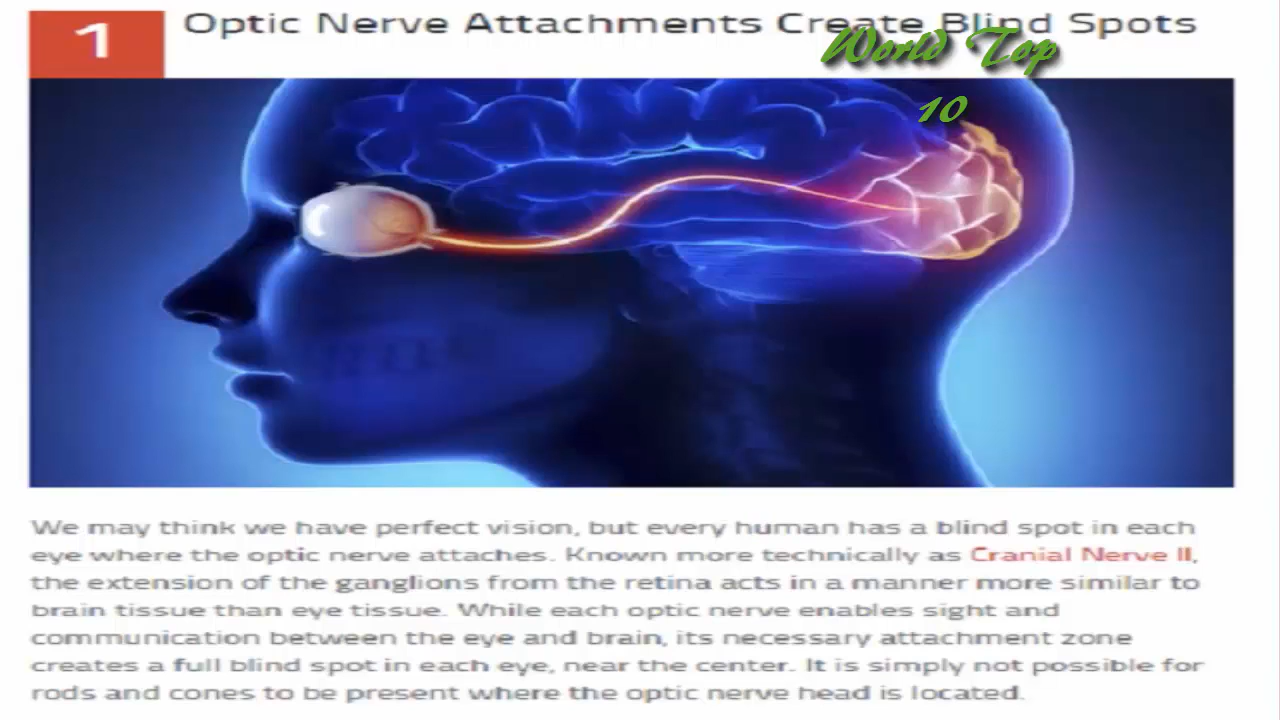 1
Optic Nerve Attachments Create Blind Spots
World Top
10
We may think we have perfect vision, but every human has a blind spot in each
eye where the optic nerve attaches. Known more technically as Cranial Nerve II,
the extension of the ganglions from the retina acts in a manner more similar to
brain tissue than eye tissue. While each optic nerve enables sight and
communication between the eye and brain, its necessary attachment zone
creates a full blind spot in each eye, near the center. It is simply not possible for
rods and cones to be present where the optic nerve head is located.